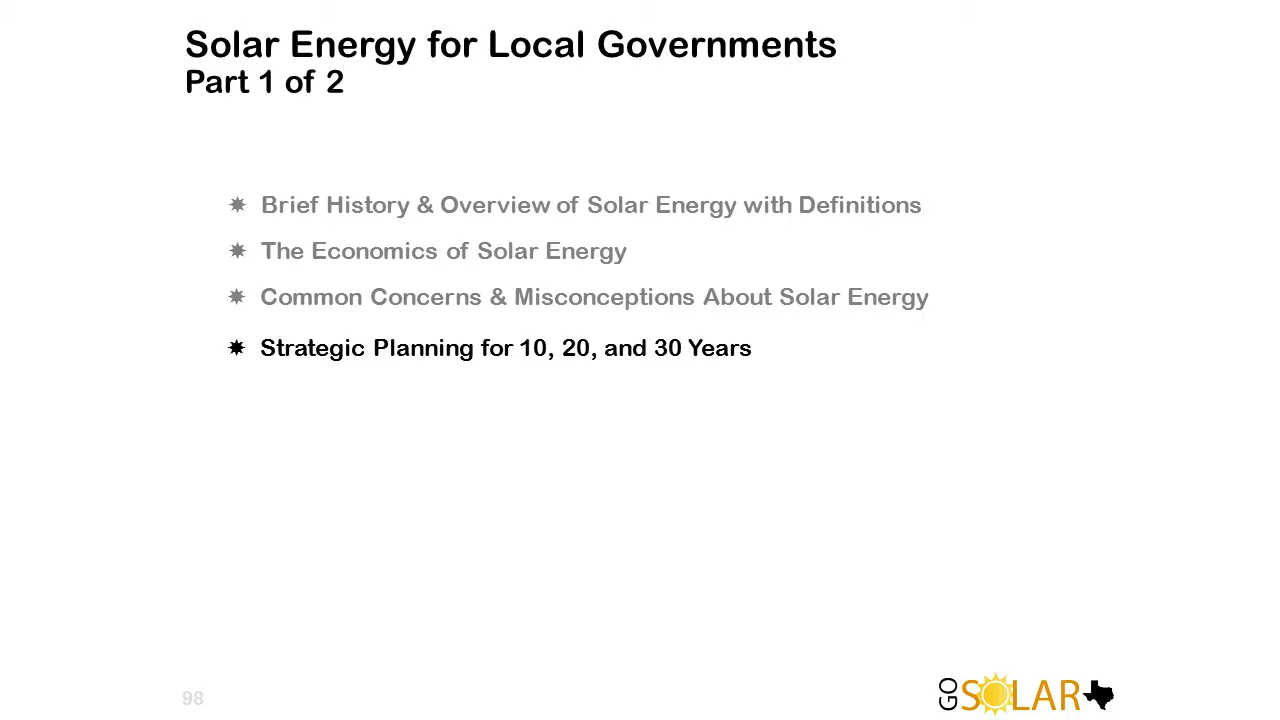 Solar Energy for Local Governments
Part 1 of 2
✷ Brief History & Overview of Solar Energy with Definitions
✷ The Economics of Solar Energy
✷ Common Concerns & Misconceptions About Solar Energy
✷ Strategic Planning for 10, 20, and 30 Years
98
GO SOLAR